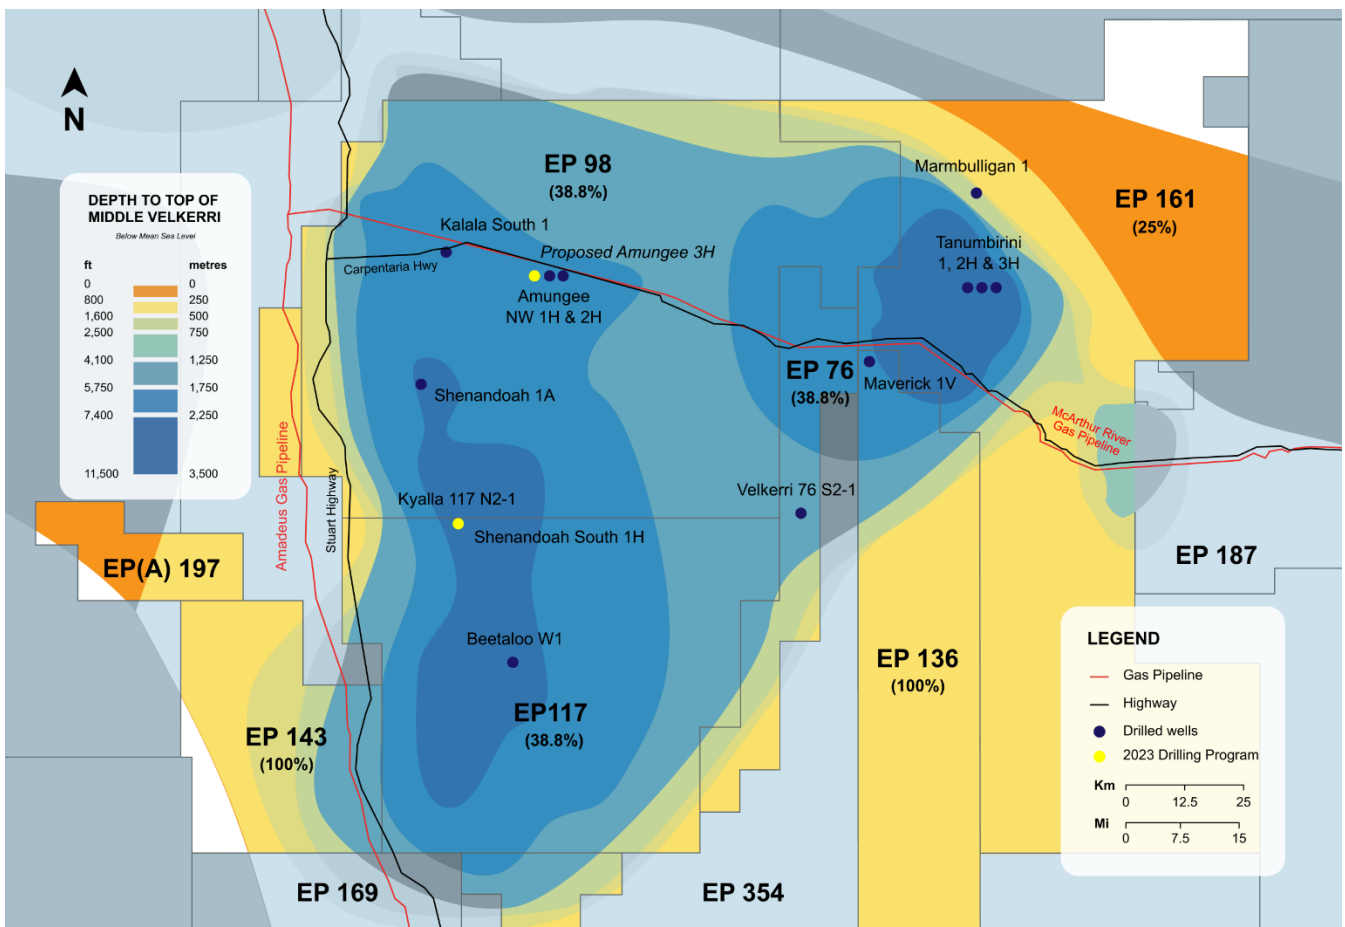 N
DEPTH TO TOP OF
MIDDLE VELKERRI
Below Mean Sea Level
ft metres
0 0
800 250
1,600 500
2,500 750
4,100 1,250
5,750 1,750
7,400 2,250
11,500 3,500
EP 98
(38.8%)
Marmbulligan 1
EP 161
(25%)
Kalala South 1
Proposed Amungee 3H
Carpentaria Hwy
Amungee
NW 1H & 2H
Tanumbirini
1, 2H & 3H
EP 76
(38.8%)
Maverick 1V
Shenandoah 1A
McArthur River
Gas Pipeline
Amadeus Gas Pipeline
Stuart Highway
Kyalla 117 N2-1
Shenandoah South 1H
Velkerri 76 S2-1
EP(A) 197
EP 187
Beetaloo W1
EP 136
(100%)
EP117
(38.8%)
EP 143
(100%)
EP 169
EP 354
LEGEND
Gas Pipeline
Highway
Drilled wells
2023 Drilling Program
Km
0 12.5 25
Mi
0 7.5 15